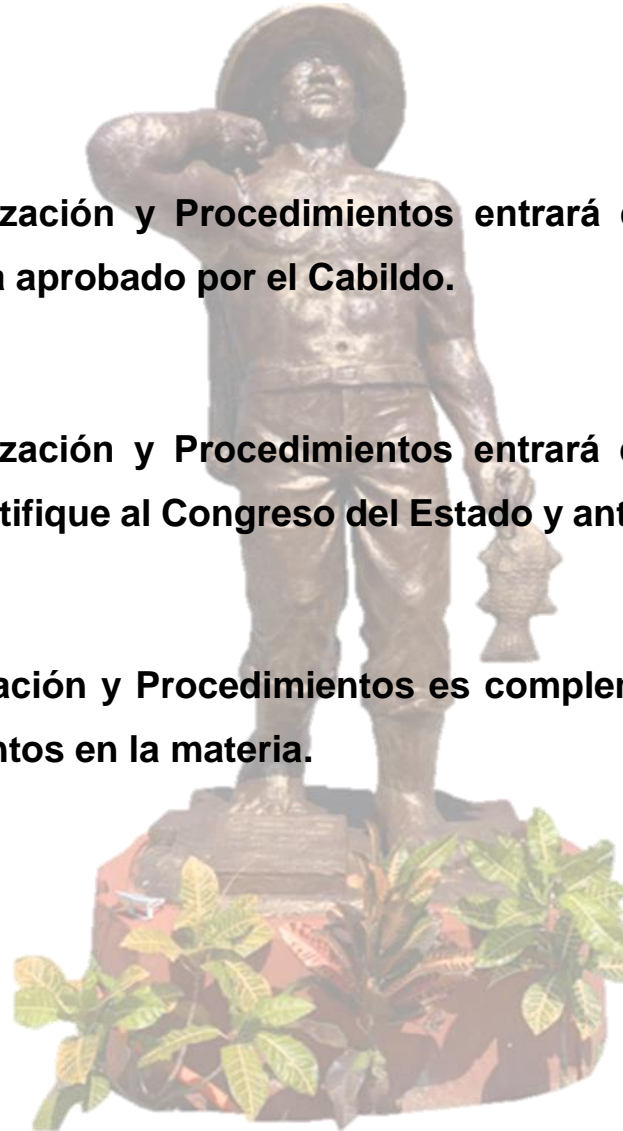 zación y Procedimientos entrará
aprobado por el Cabildo.
zación y Procedimientos entrará
tifique al Congreso del Estado y ant
ación y Procedimientos es complem
ntos en la materia.